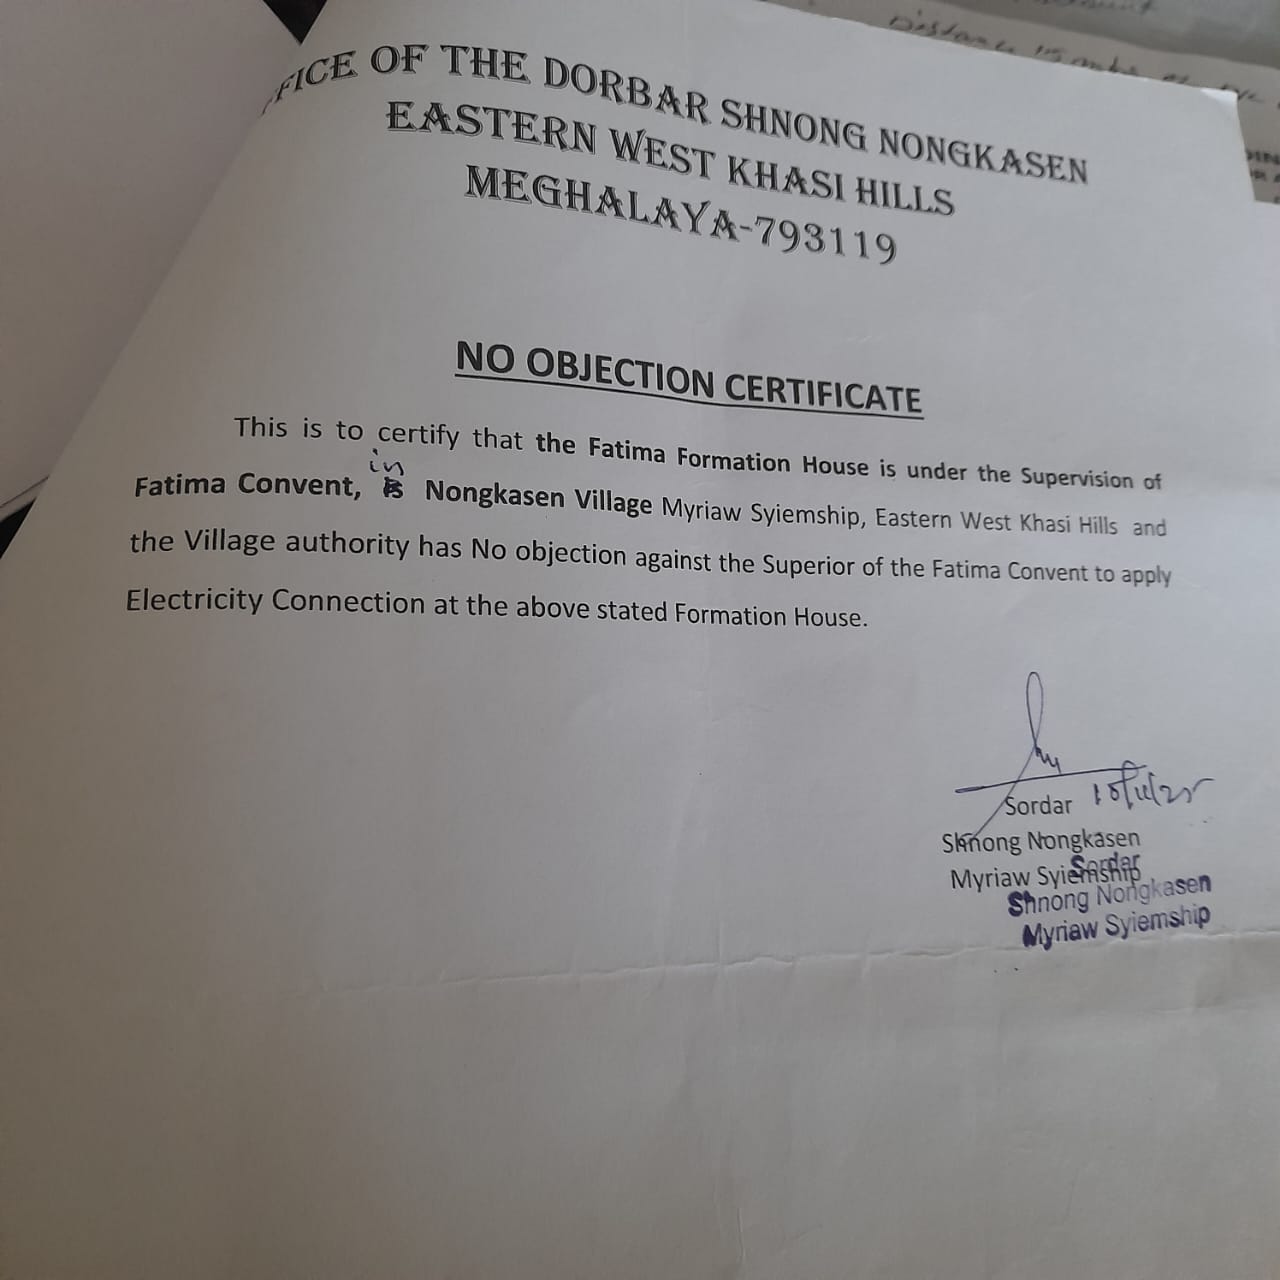 Distance
FICE OF THE DORBAR SHNONG NONGKASEN
EASTERN WEST KHASI HILLS
MEGHALAYA-793119
NO OBJECTION CERTIFICATE
This is to certify that the Fatima Formation House is under the Supervision of
in
Fatima Convent, is Nongkasen Village Myriaw Syiemship, Eastern West Khasi Hills and
the Village authority has No objection against the Superior of the Fatima Convent to apply
Electricity Connection at the above stated Formation House.
Sordar
Shnong Nongkasen
Myriaw Syiemship
Sordar
Shnong Nongkasen
Myriaw Syiemship